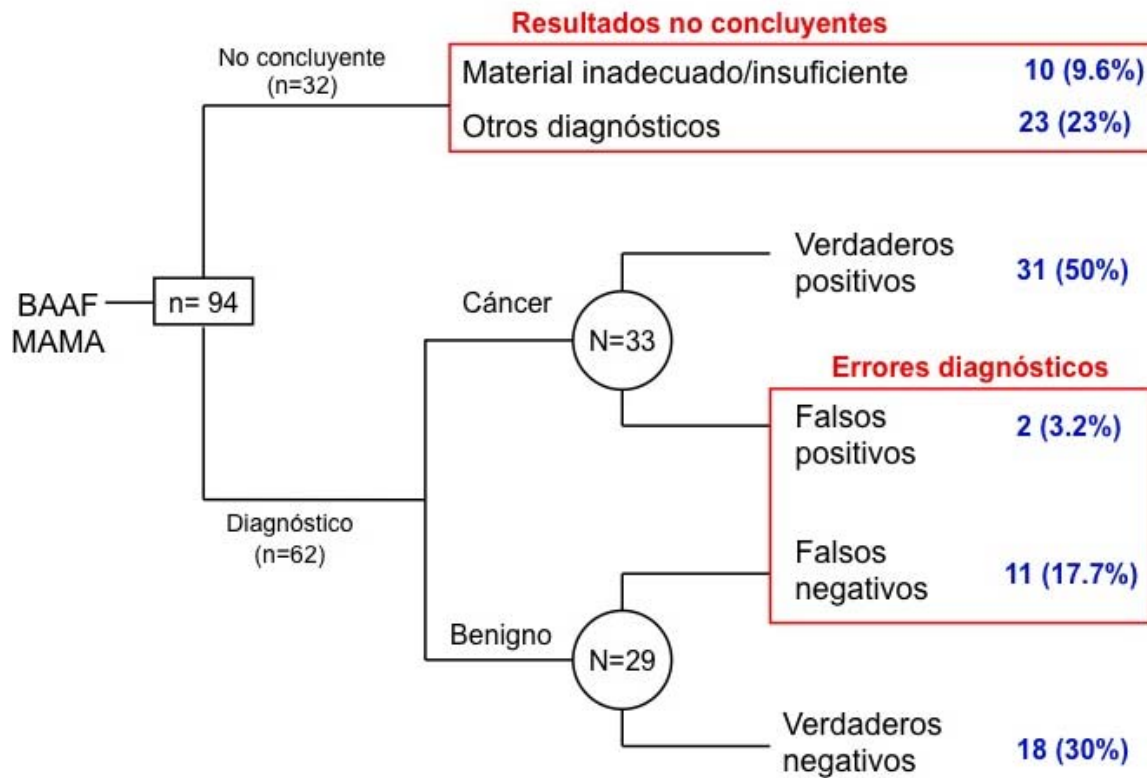 Resultados no concluyentes
No concluyente
(n=32)
Material inadecuado/insuficiente 10 (9.6%)
Otros diagnósticos 23 (23%)
BAAF
MAMA
n= 94
Diagnóstico
(n=62)
Cáncer
N=33
Verdaderos
positivos
31 (50%)
Errores diagnósticos
Falsos
positivos
2 (3.2%)
Benigno
N=29
Falsos
negativos
11 (17.7%)
Verdaderos
negativos
18 (30%)